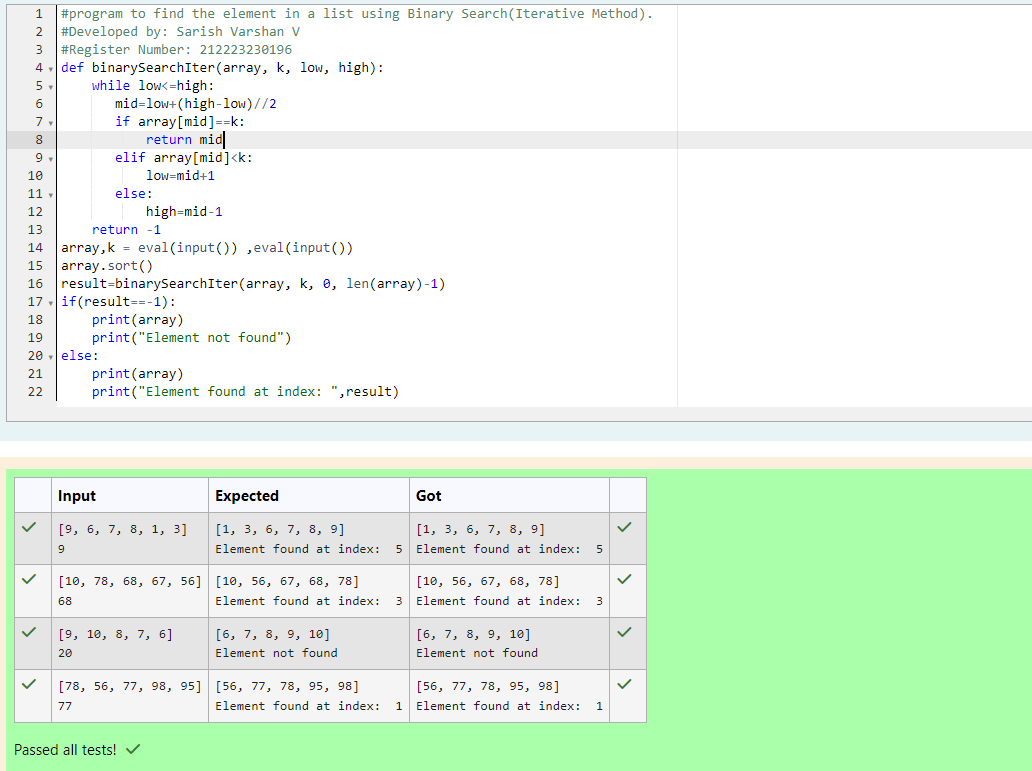 1 #program to find the element in a list using Binary Search(Iterative Method).
2 #Developed by: Sarish Varshan V
3 #Register Number: 212223230196
4 def binarySearchIter(array, k, low, high):
5 while low<=high:
6 mid=low+(high-low)//2
7 if array[mid]==k:
8 return mid
9 elif array[mid]<k:
10 low=mid+1
11 else:
12 high=mid-1
13 return -1
14 array,k = eval(input()) ,eval(input())
15 array.sort()
16 result=binarySearchIter(array, k, 0, len(array)-1)
17 if(result==-1):
18 print(array)
19 print("Element not found")
20 else:
21 print(array)
22 print("Element found at index: ",result)
Input Expected Got
[9, 6, 7, 8, 1, 3] [1, 3, 6, 7, 8, 9] [1, 3, 6, 7, 8, 9]
9 Element found at index:  5 Element found at index:  5
[10, 78, 68, 67, 56] [10, 56, 67, 68, 78] [10, 56, 67, 68, 78]
68 Element found at index:  3 Element found at index:  3
[9, 10, 8, 7, 6] [6, 7, 8, 9, 10] [6, 7, 8, 9, 10]
20 Element not found Element not found
[78, 56, 77, 98, 95] [56, 77, 78, 95, 98] [56, 77, 78, 95, 98]
77 Element found at index:  1 Element found at index:  1
Passed all tests!